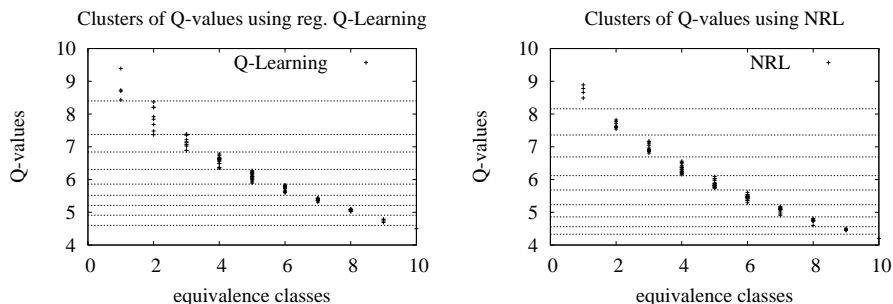 Clusters of Q-values using reg. Q-Learning
10
9
8
7
6
5
4
Q-values
Q-Learning
0 2 4 6 8 10
equivalence classes
Clusters of Q-values using NRL
10
9
8
7
6
5
4
Q-values
NRL
0 2 4 6 8 10
equivalence classes